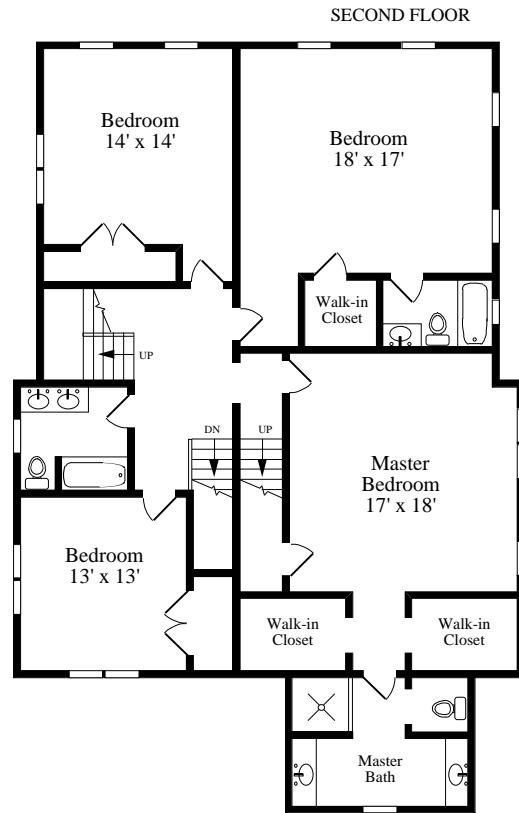 SECOND FLOOR
Bedroom
14' x 14'
Bedroom
18' x 17'
Walk-in
Closet
UP
DN
UP
Master
Bedroom
17' x 18'
Bedroom
13' x 13'
Walk-in
Closet
Walk-in
Closet
Master
Bath